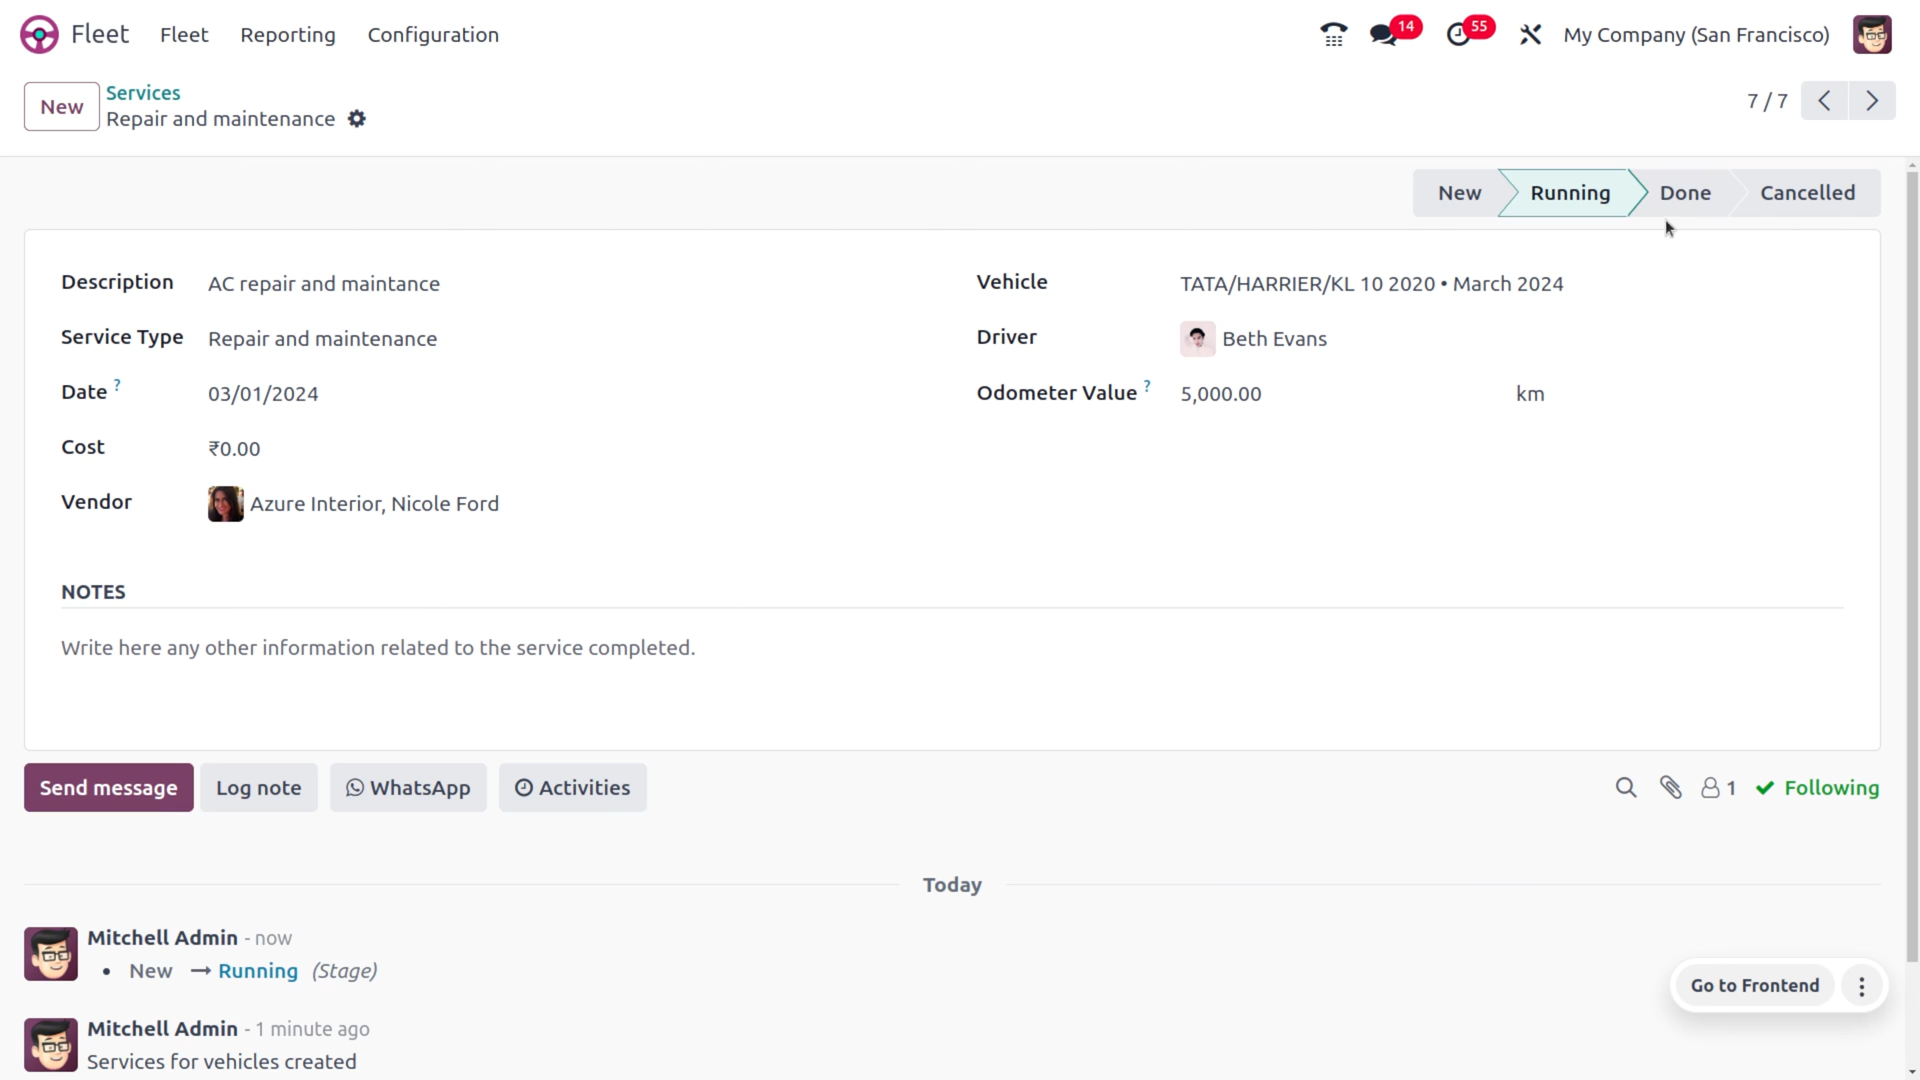 Fleet Fleet Reporting Configuration 14 55 My Company (San Francisco)
New Services 7 / 7
Repair and maintenance
New Running Done Cancelled
Description AC repair and maintance Vehicle TATA/HARRIER/KL 10 2020 • March 2024
Service Type Repair and maintenance Driver Beth Evans
Date ? 03/01/2024 Odometer Value ? 5,000.00 km
Cost ₹0.00
Vendor Azure Interior, Nicole Ford
NOTES
Write here any other information related to the service completed.
Send message Log note WhatsApp Activities 1 Following
Today
Mitchell Admin - now
• New → Running (Stage)
Go to Frontend
Mitchell Admin - 1 minute ago
Services for vehicles created